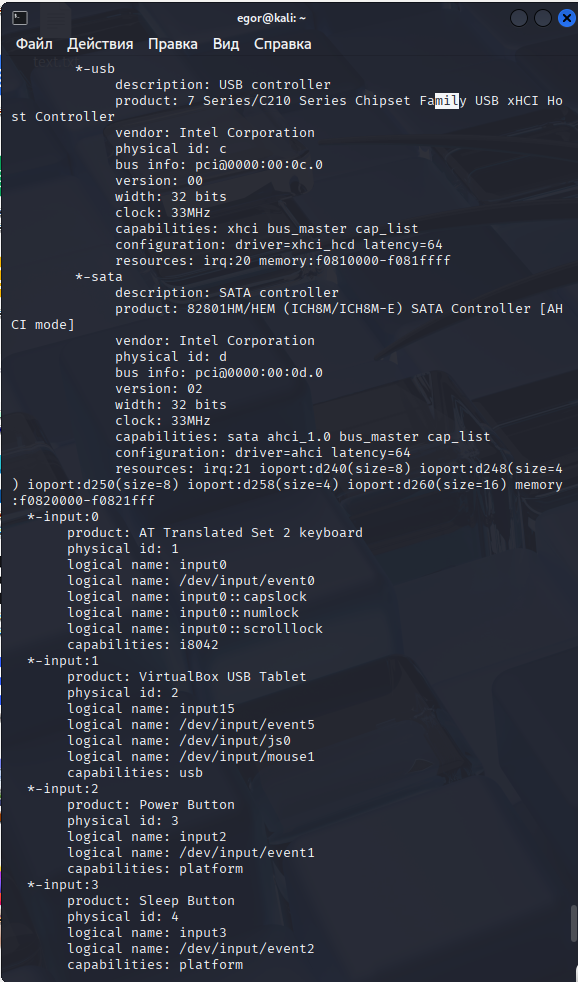 egor@kali: ~
Файл Действия Правка Вид Справка
*-usb
description: USB controller
product: 7 Series/C210 Series Chipset Family USB xHCI Ho
st Controller
vendor: Intel Corporation
physical id: c
bus info: pci@0000:00:0c.0
version: 00
width: 32 bits
clock: 33MHz
capabilities: xhci bus_master cap_list
configuration: driver=xhci_hcd latency=64
resources: irq:20 memory:f0810000-f081ffff
*-sata
description: SATA controller
product: 82801HM/HEM (ICH8M/ICH8M-E) SATA Controller [AH
CI mode]
vendor: Intel Corporation
physical id: d
bus info: pci@0000:00:0d.0
version: 02
width: 32 bits
clock: 33MHz
capabilities: sata ahci_1.0 bus_master cap_list
configuration: driver=ahci latency=64
resources: irq:21 ioport:d240(size=8) ioport:d248(size=4
) ioport:d250(size=8) ioport:d258(size=4) ioport:d260(size=16) memory
:f0820000-f0821fff
*-input:0
product: AT Translated Set 2 keyboard
physical id: 1
logical name: input0
logical name: /dev/input/event0
logical name: input0::capslock
logical name: input0::numlock
logical name: input0::scrolllock
capabilities: i8042
*-input:1
product: VirtualBox USB Tablet
physical id: 2
logical name: input15
logical name: /dev/input/event5
logical name: /dev/input/js0
logical name: /dev/input/mouse1
capabilities: usb
*-input:2
product: Power Button
physical id: 3
logical name: input2
logical name: /dev/input/event1
capabilities: platform
*-input:3
product: Sleep Button
physical id: 4
logical name: input3
logical name: /dev/input/event2
capabilities: platform